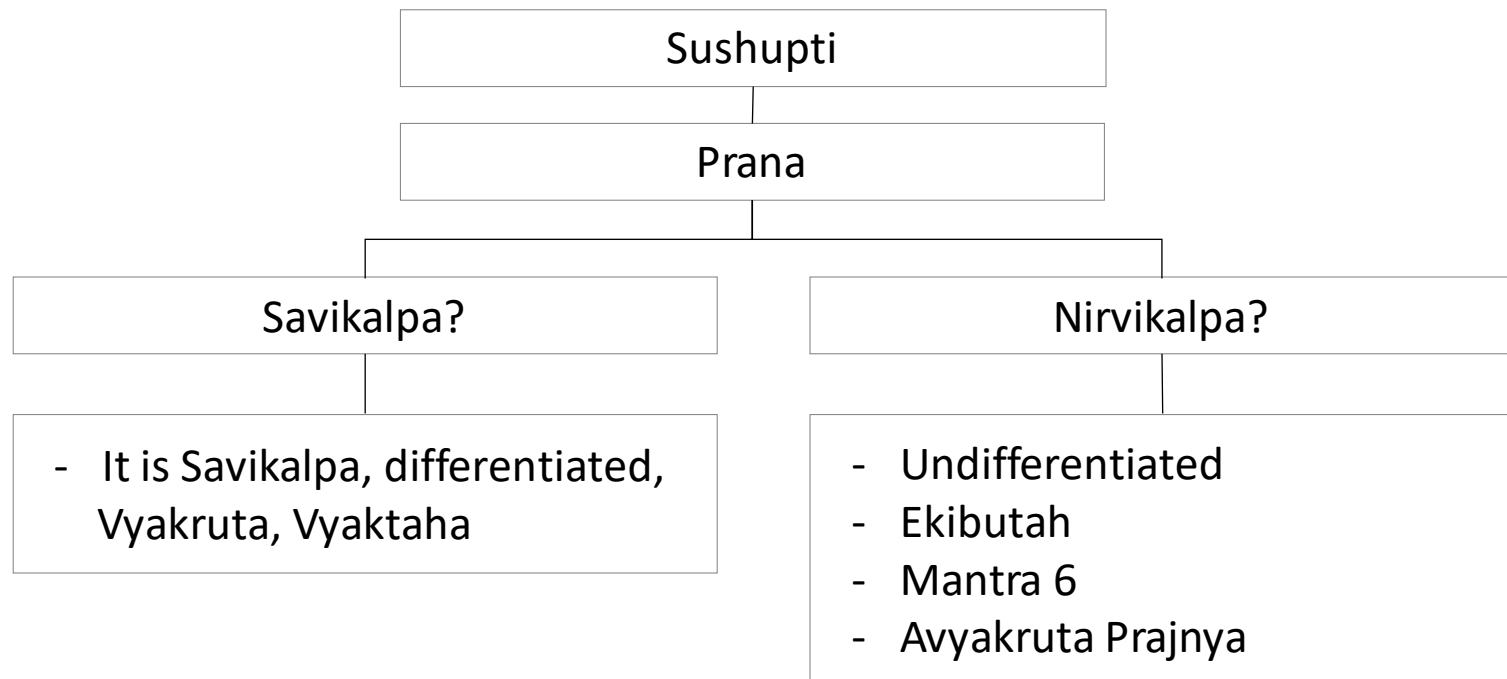 Sushupti
Prana
Savikalpa?
Nirvikalpa?
- It is Savikalpa, differentiated,
Vyakruta, Vyaktaha
- Undifferentiated
- Ekibutah
- Mantra 6
- Avyakruta Prajnya